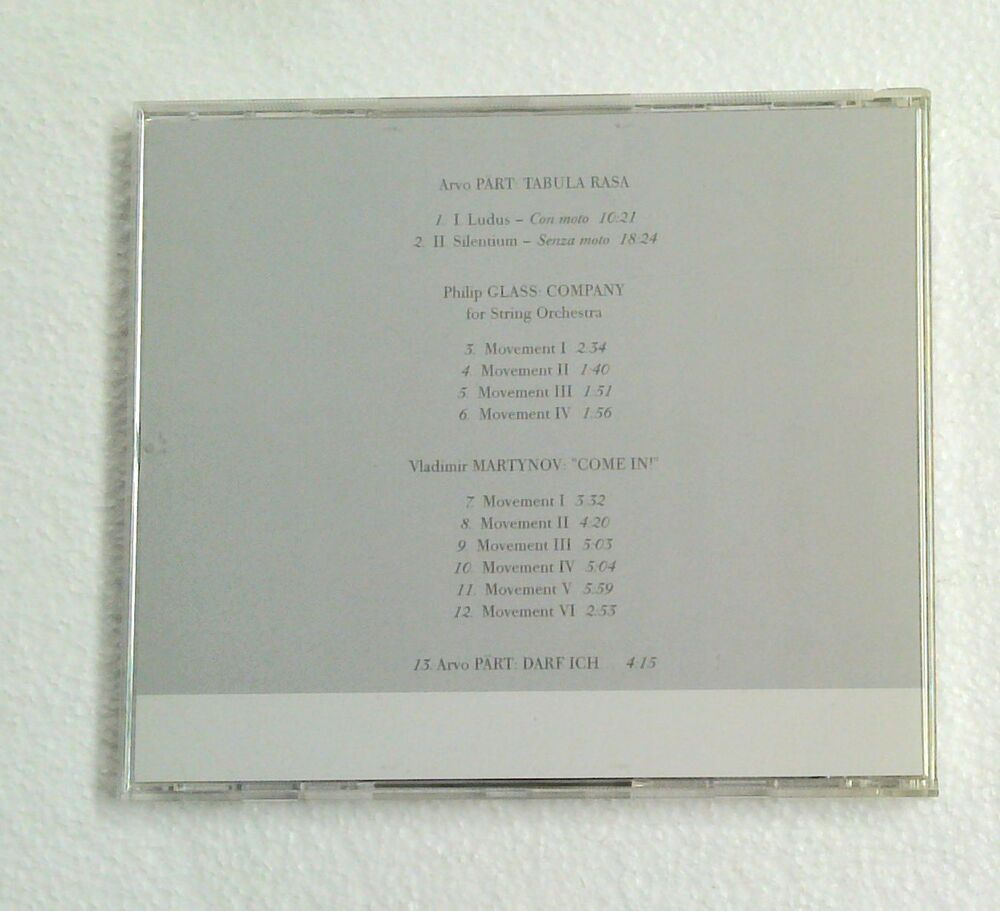 Arvo PÄRT: TABULA RASA
1. I Ludus – Con moto 10:21
2. II Silentium – Senza moto 18:24
Philip GLASS: COMPANY
for String Orchestra
3. Movement I 2:34
4. Movement II 1:40
5. Movement III 1:51
6. Movement IV 1:56
Vladimir MARTYNOV: "COME IN!"
7. Movement I 3:32
8. Movement II 4:20
9. Movement III 5:03
10. Movement IV 5:04
11. Movement V 5:59
12. Movement VI 2:53
13. Arvo PÄRT: DARF ICH 4:15